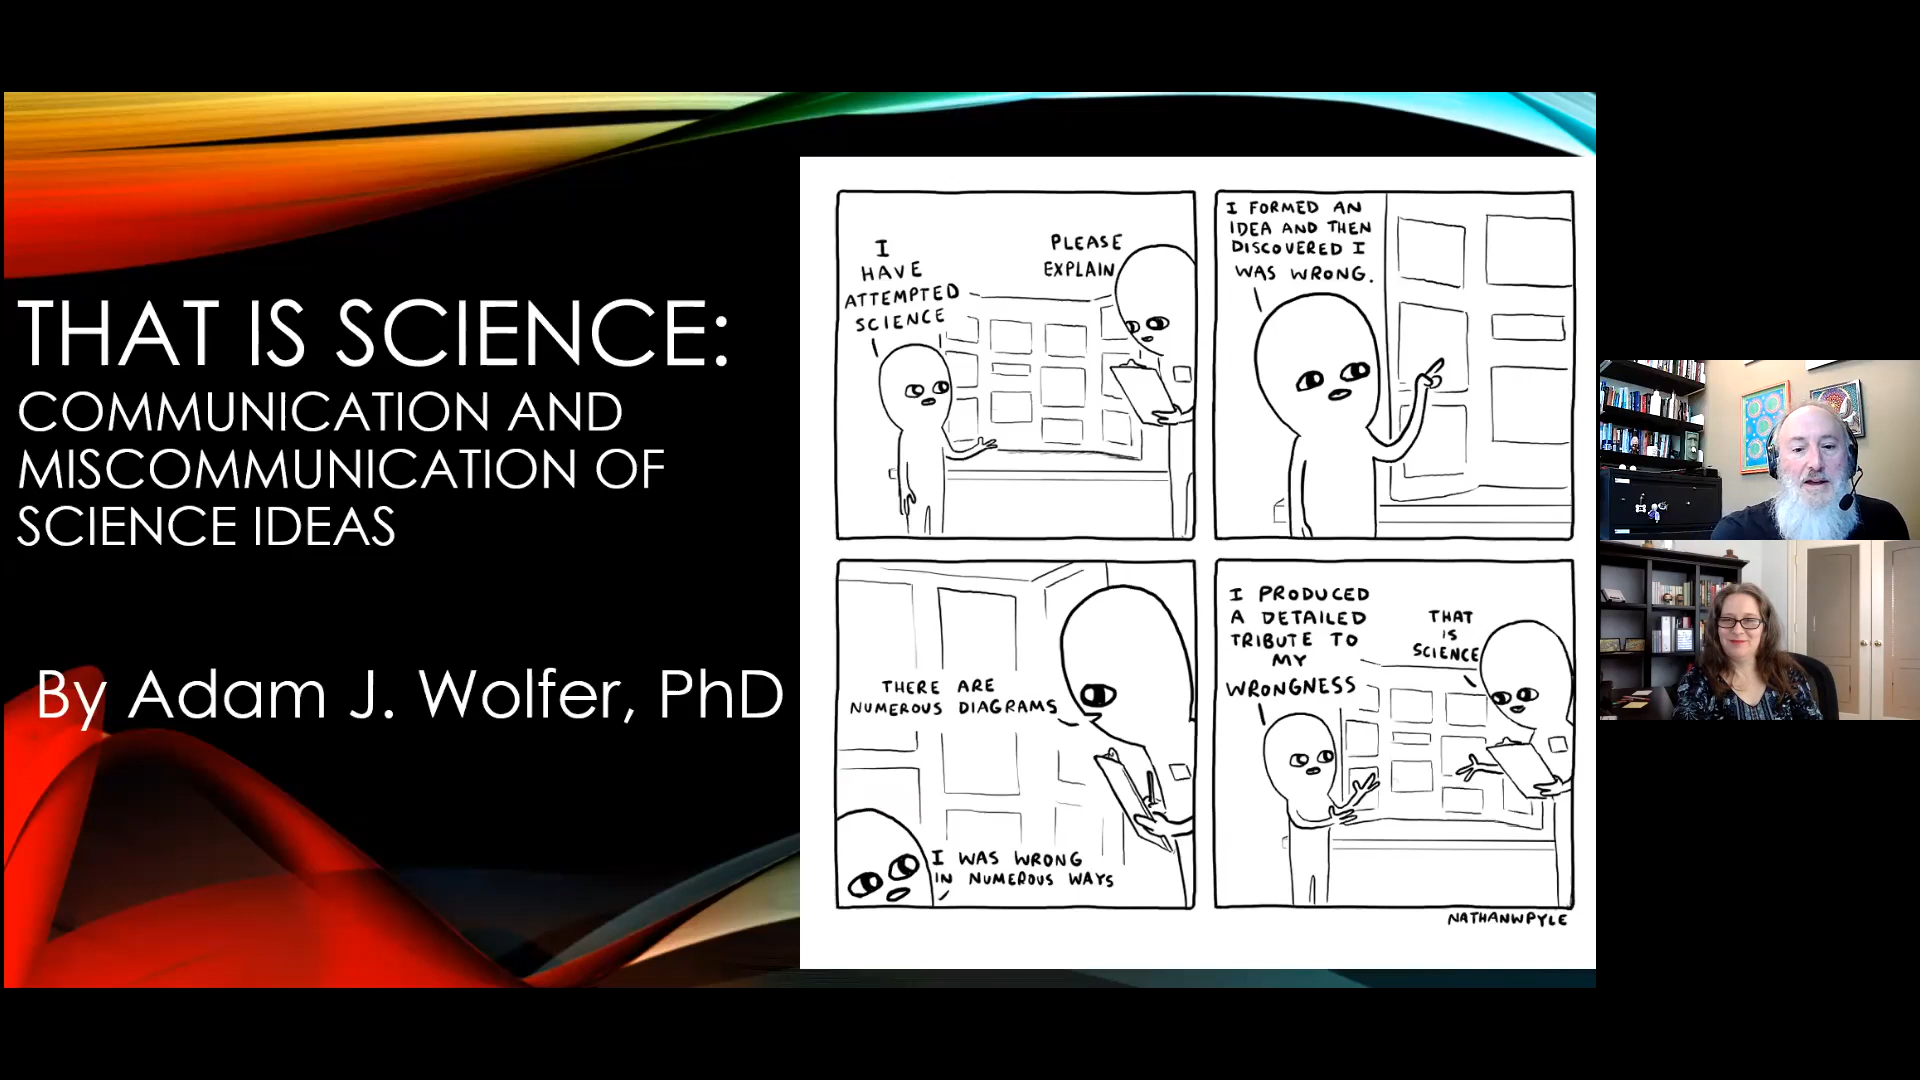 THAT IS SCIENCE:
COMMUNICATION AND
MISCOMMUNICATION OF
SCIENCE IDEAS
By Adam J. Wolfer, PhD
I
HAVE
ATTEMPTED
SCIENCE
PLEASE
EXPLAIN
I FORMED AN
IDEA AND THEN
DISCOVERED I
WAS WRONG.
THERE ARE
NUMEROUS DIAGRAMS
I WAS WRONG
IN NUMEROUS WAYS
I PRODUCED
A DETAILED
TRIBUTE TO
MY
WRONGNESS
THAT
IS
SCIENCE
NATHANWPYLE